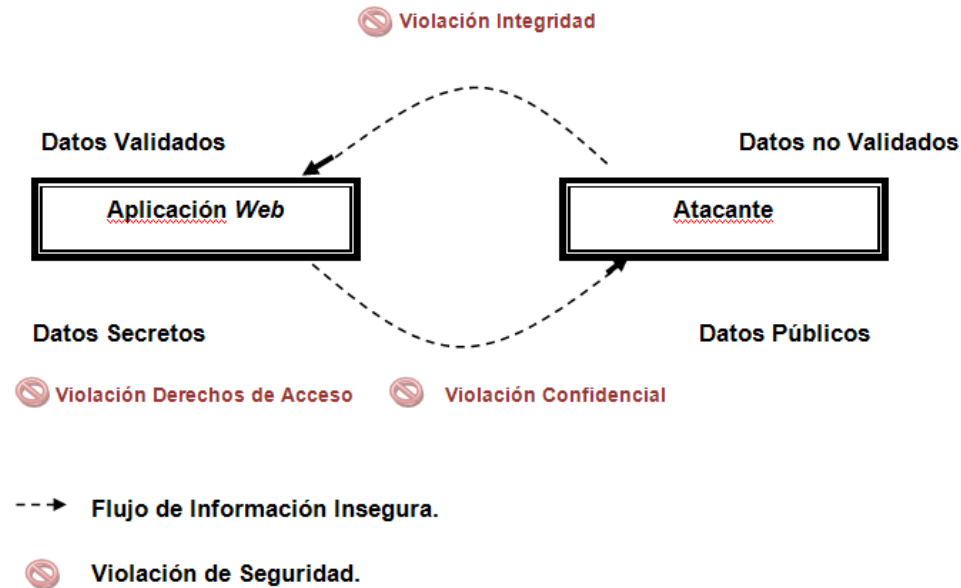 Violación Integridad
Datos Validados
Datos no Validados
Aplicación Web
Atacante
Datos Secretos
Datos Públicos
Violación Derechos de Acceso
Violación Confidencial
Flujo de Información Insegura.
Violación de Seguridad.